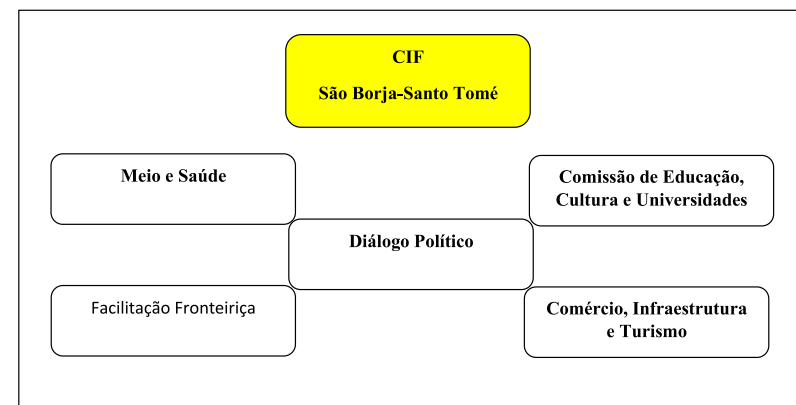 CIF
São Borja-Santo Tomé
Meio e Saúde
Comissão de Educação,
Cultura e Universidades
Diálogo Político
Facilitação Fronteiriça
Comércio, Infraestrutura
e Turismo